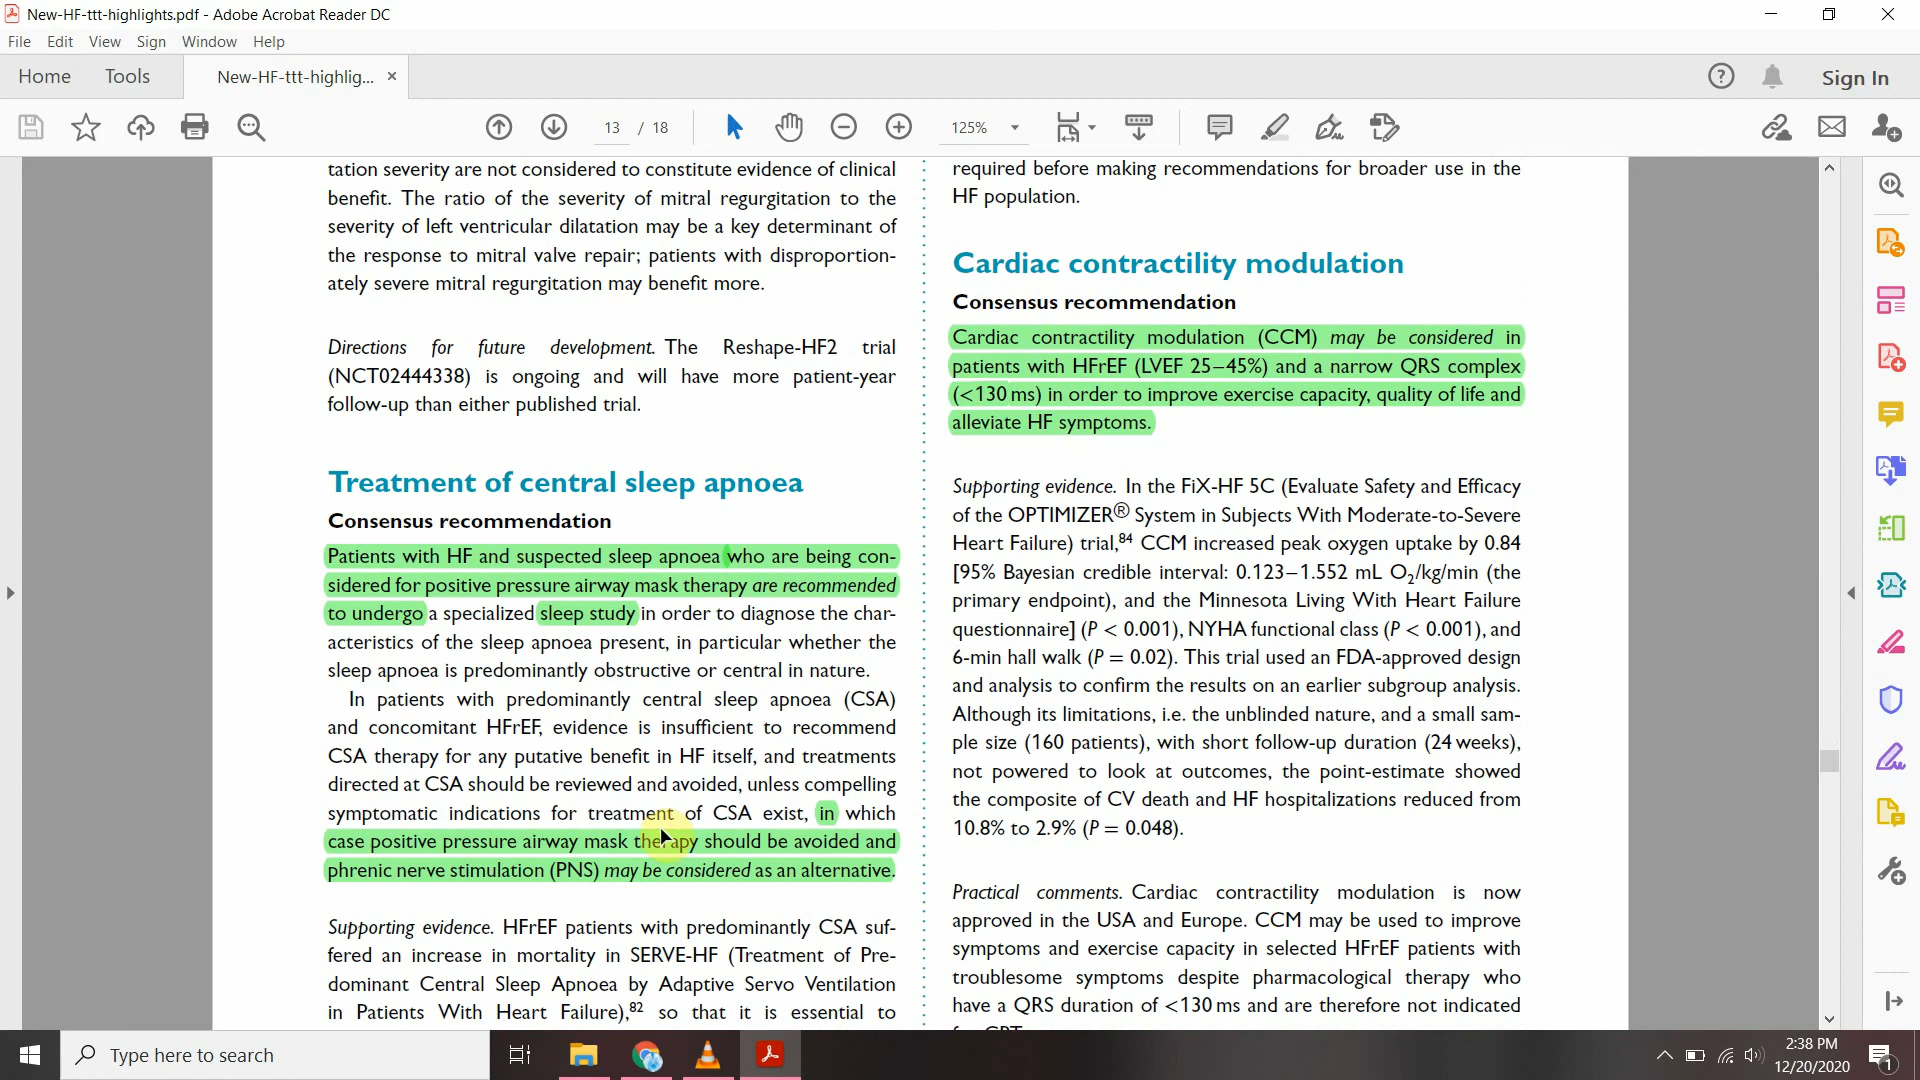 New-HF-ttt-highlights.pdf - Adobe Acrobat Reader DC
File Edit View Sign Window Help
Home Tools New-HF-ttt-highlig... × Sign In
13 / 18 125%
tation severity are not considered to constitute evidence of clinical
benefit. The ratio of the severity of mitral regurgitation to the
severity of left ventricular dilatation may be a key determinant of
the response to mitral valve repair; patients with disproportion-
ately severe mitral regurgitation may benefit more.
Directions for future development. The Reshape-HF2 trial
(NCT02444338) is ongoing and will have more patient-year
follow-up than either published trial.
Treatment of central sleep apnoea
Consensus recommendation
Patients with HF and suspected sleep apnoea who are being con-
sidered for positive pressure airway mask therapy are recommended
to undergo a specialized sleep study in order to diagnose the char-
acteristics of the sleep apnoea present, in particular whether the
sleep apnoea is predominantly obstructive or central in nature.
In patients with predominantly central sleep apnoea (CSA)
and concomitant HFrEF, evidence is insufficient to recommend
CSA therapy for any putative benefit in HF itself, and treatments
directed at CSA should be reviewed and avoided, unless compelling
symptomatic indications for treatment of CSA exist, in which
case positive pressure airway mask therapy should be avoided and
phrenic nerve stimulation (PNS) may be considered as an alternative.
Supporting evidence. HFrEF patients with predominantly CSA suf-
fered an increase in mortality in SERVE-HF (Treatment of Pre-
dominant Central Sleep Apnoea by Adaptive Servo Ventilation
in Patients With Heart Failure),82 so that it is essential to
required before making recommendations for broader use in the
HF population.
Cardiac contractility modulation
Consensus recommendation
Cardiac contractility modulation (CCM) may be considered in
patients with HFrEF (LVEF 25–45%) and a narrow QRS complex
(<130 ms) in order to improve exercise capacity, quality of life and
alleviate HF symptoms.
Supporting evidence. In the FiX-HF 5C (Evaluate Safety and Efficacy
of the OPTIMIZER® System in Subjects With Moderate-to-Severe
Heart Failure) trial,84 CCM increased peak oxygen uptake by 0.84
[95% Bayesian credible interval: 0.123–1.552 mL O2/kg/min (the
primary endpoint), and the Minnesota Living With Heart Failure
questionnaire] (P < 0.001), NYHA functional class (P < 0.001), and
6-min hall walk (P = 0.02). This trial used an FDA-approved design
and analysis to confirm the results on an earlier subgroup analysis.
Although its limitations, i.e. the unblinded nature, and a small sam-
ple size (160 patients), with short follow-up duration (24 weeks),
not powered to look at outcomes, the point-estimate showed
the composite of CV death and HF hospitalizations reduced from
10.8% to 2.9% (P = 0.048).
Practical comments. Cardiac contractility modulation is now
approved in the USA and Europe. CCM may be used to improve
symptoms and exercise capacity in selected HFrEF patients with
troublesome symptoms despite pharmacological therapy who
have a QRS duration of <130 ms and are therefore not indicated
Type here to search
2:38 PM
12/20/2020
1